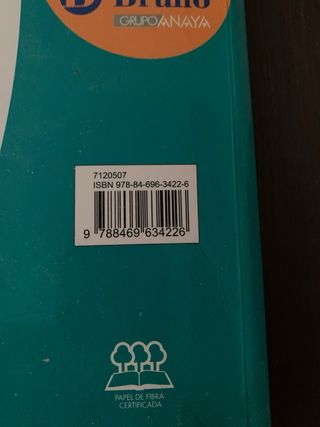 Bruño
GRUPO ANAYA
7120507
ISBN 978-84-696-3422-6
9 788469 634226
PAPEL DE FIBRA
CERTIFICADA